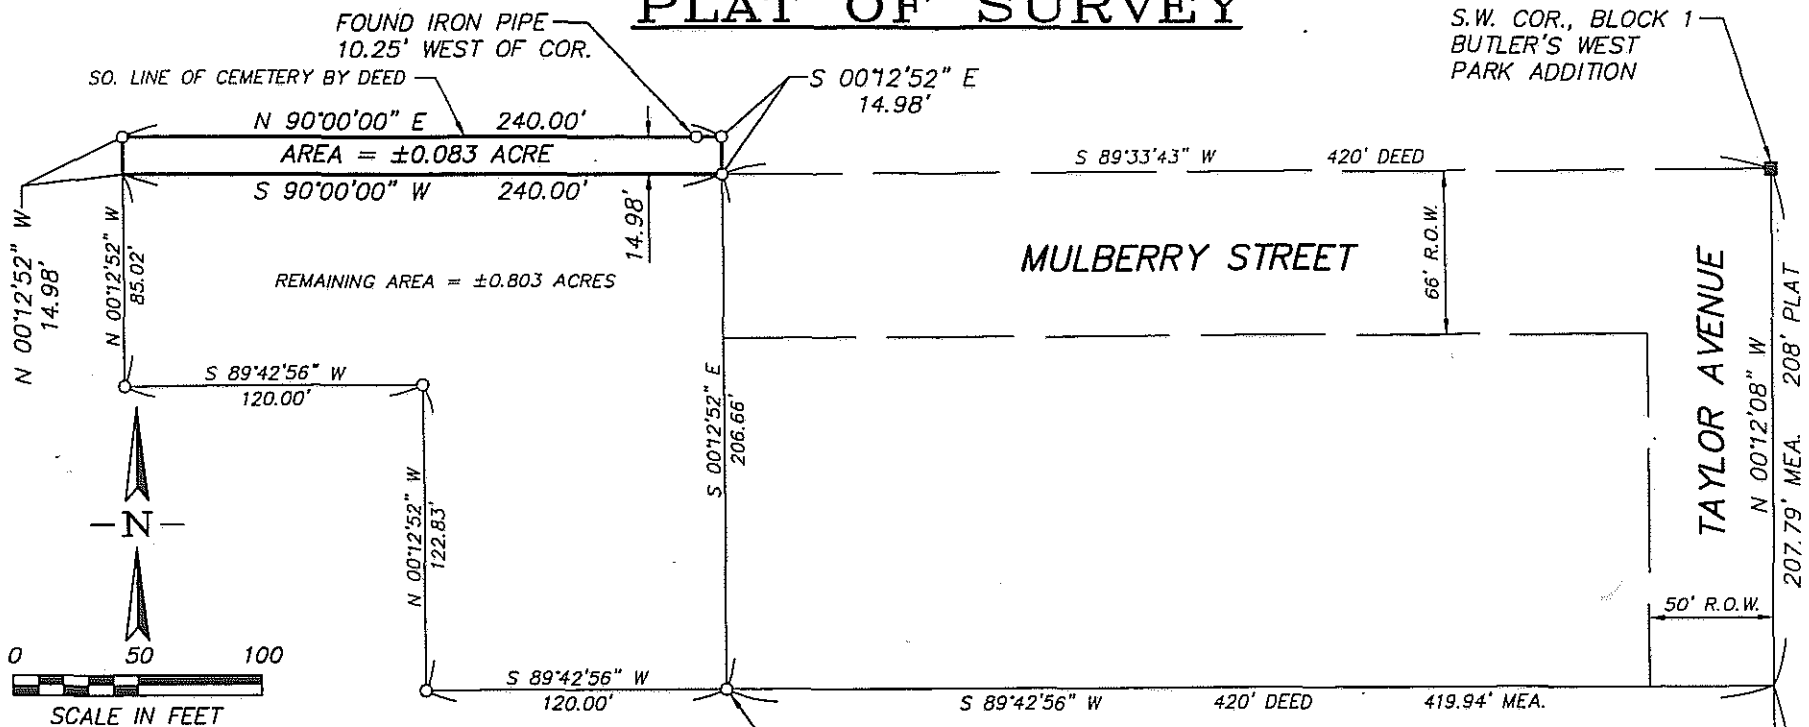 PLAT OF SURVEY
FOUND IRON PIPE
10.25' WEST OF COR.
SO. LINE OF CEMETERY BY DEED
S 00°12'52" E
14.98'
S.W. COR., BLOCK 1
BUTLER'S WEST
PARK ADDITION
N 90°00'00" E 240.00'
AREA = ±0.083 ACRE
S 90°00'00" W 240.00'
14.98'
N 00°12'52" W
14.98'
N 00°12'52" W
85.02'
REMAINING AREA = ±0.803 ACRES
S 89°33'43" W 420' DEED
66' R.O.W.
MULBERRY STREET
TAYLOR AVENUE
N 00°12'08" W
207.79' MEA. 208' PLAT
S 89°42'56" W
120.00'
S 00°12'52" E
206.66'
N 00°12'52" W
122.83'
-N-
50' R.O.W.
0 50 100
SCALE IN FEET
S 89°42'56" W
120.00'
S 89°42'56" W 420' DEED 419.94' MEA.